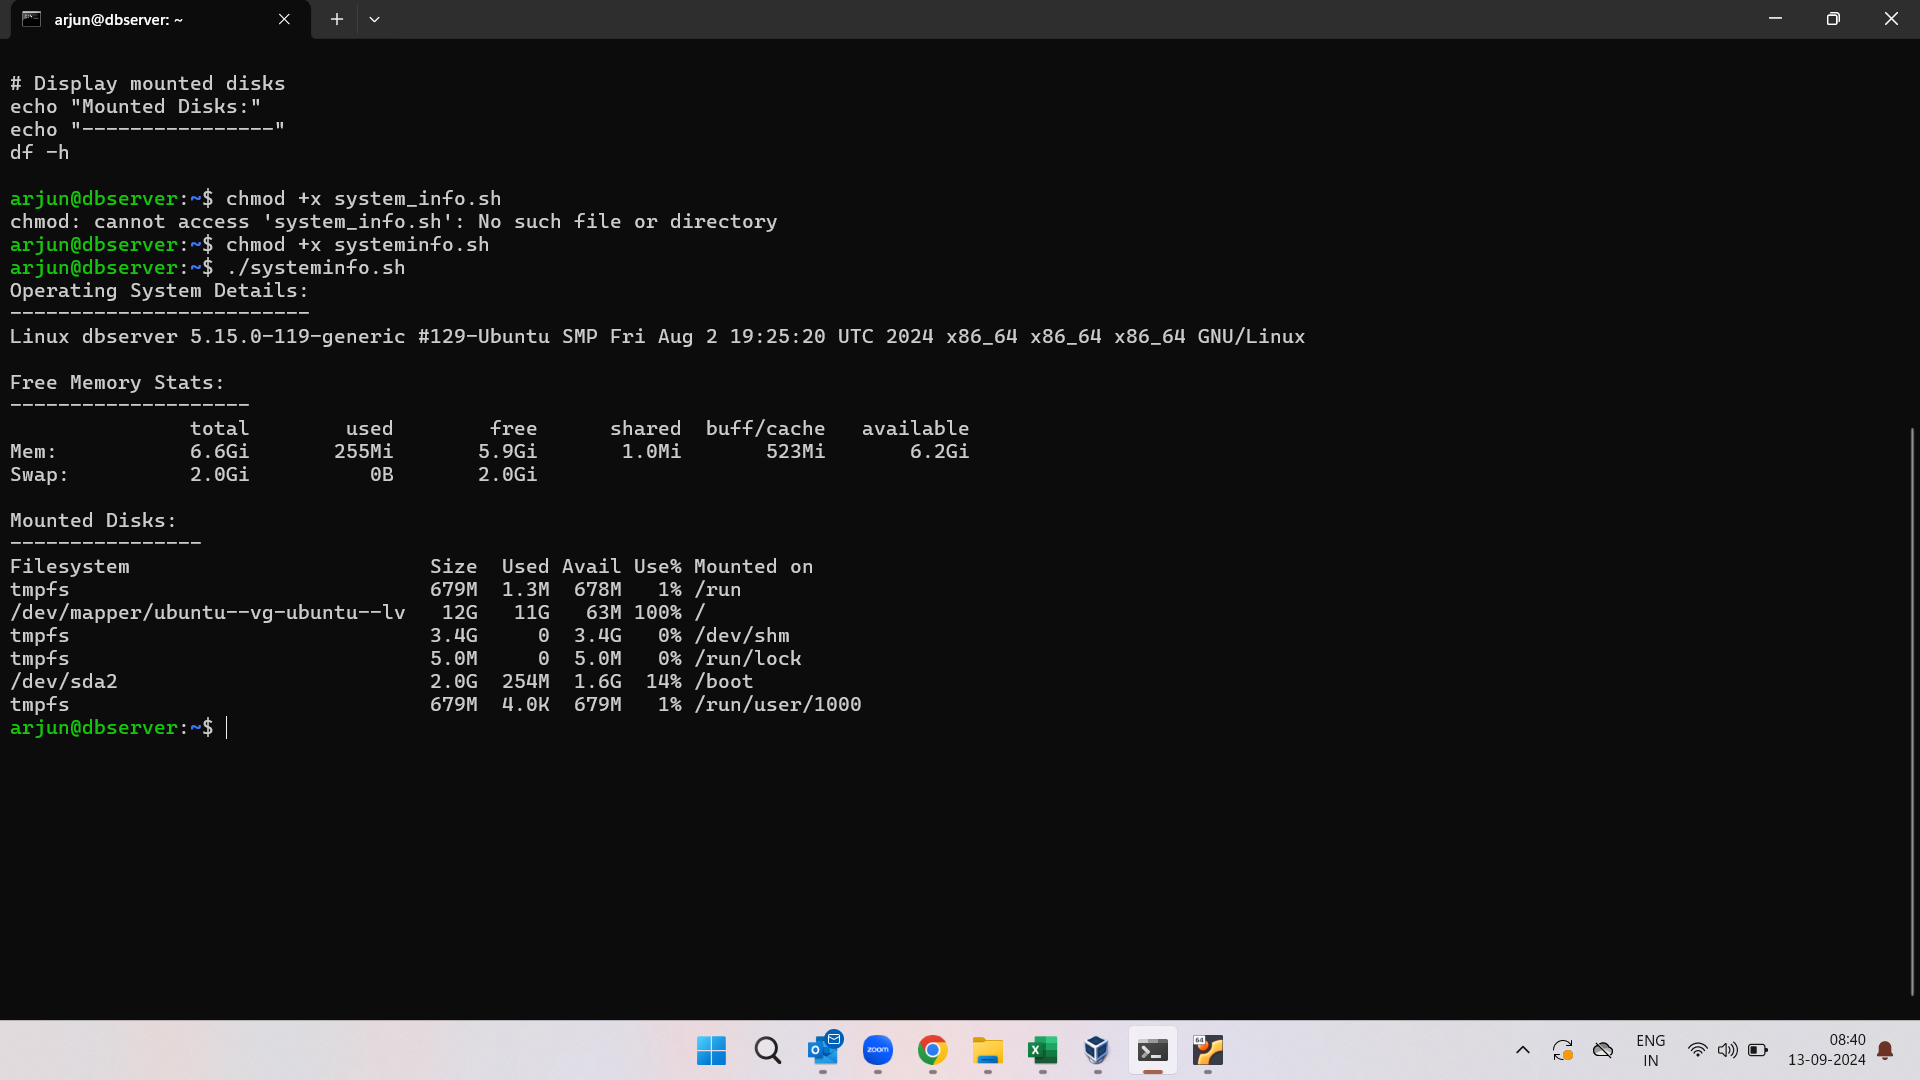 arjun@dbserver: ~
# Display mounted disks
echo "Mounted Disks:"
echo "----------------"
df -h
arjun@dbserver:~$ chmod +x system_info.sh
chmod: cannot access 'system_info.sh': No such file or directory
arjun@dbserver:~$ chmod +x systeminfo.sh
arjun@dbserver:~$ ./systeminfo.sh
Operating System Details:
-------------------------
Linux dbserver 5.15.0-119-generic #129-Ubuntu SMP Fri Aug 2 19:25:20 UTC 2024 x86_64 x86_64 x86_64 GNU/Linux
Free Memory Stats:
--------------------
               total        used        free      shared  buff/cache   available
Mem:           6.6Gi       255Mi       5.9Gi       1.0Mi       523Mi       6.2Gi
Swap:          2.0Gi          0B       2.0Gi
Mounted Disks:
----------------
Filesystem                         Size  Used Avail Use% Mounted on
tmpfs                              679M  1.3M  678M   1% /run
/dev/mapper/ubuntu--vg-ubuntu--lv   12G   11G   63M 100% /
tmpfs                              3.4G     0  3.4G   0% /dev/shm
tmpfs                              5.0M     0  5.0M   0% /run/lock
/dev/sda2                          2.0G  254M  1.6G  14% /boot
tmpfs                              679M  4.0K  679M   1% /run/user/1000
arjun@dbserver:~$
zoom
64
ENG
IN
08:40
13-09-2024